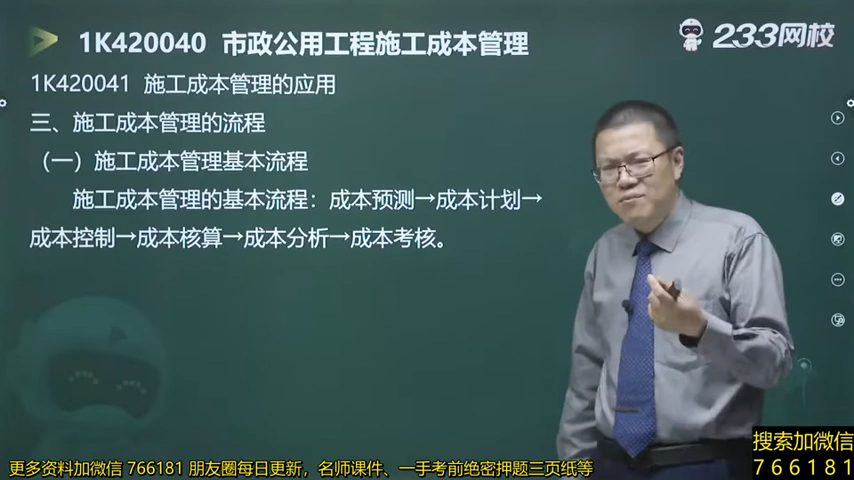 1K420040 市政公用工程施工成本管理
233网校
1K420041 施工成本管理的应用
三、施工成本管理的流程
（一）施工成本管理基本流程
施工成本管理的基本流程：成本预测→成本计划→
成本控制→成本核算→成本分析→成本考核。
搜索加微信
766181
更多资料加微信 766181 朋友圈每日更新，名师课件、一手考前绝密押题三页纸等